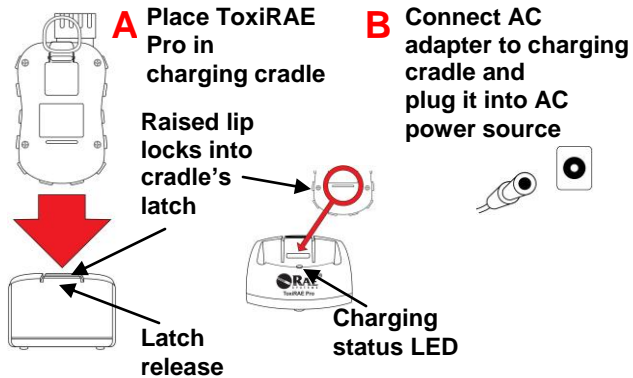 A Place ToxiRAE
Pro in
charging cradle
B Connect AC
adapter to charging
cradle and
plug it into AC
power source
Raised lip
locks into
cradle's
latch
RAE
SYSTEMS
ToxiRAE Pro
Charging
status LED
Latch
release